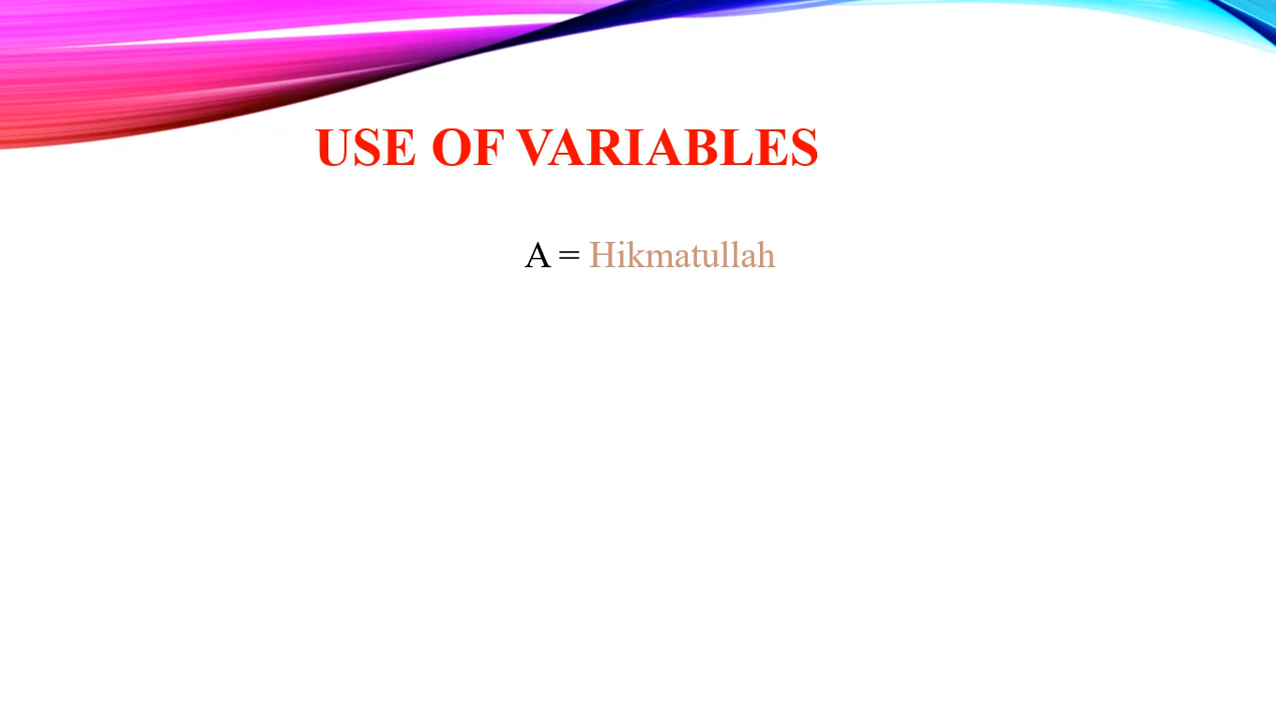 USE OF VARIABLES
A = Hikmatullah